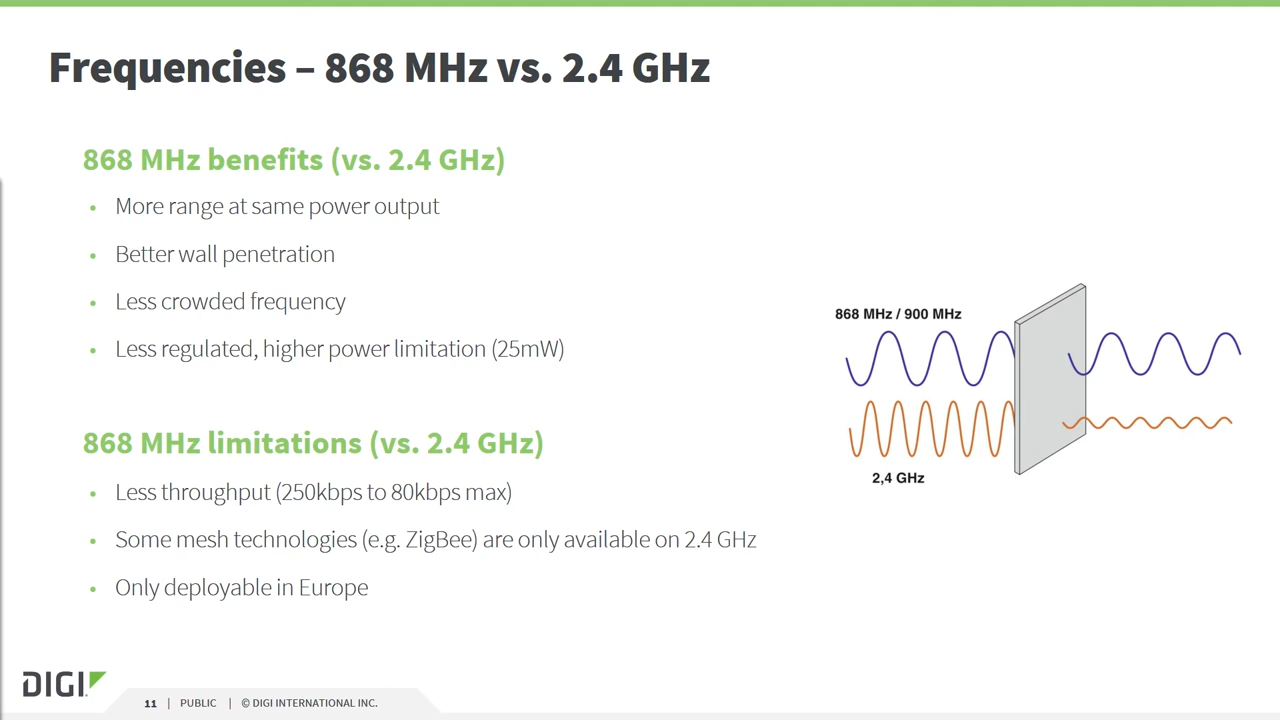 Frequencies – 868 MHz vs. 2.4 GHz
868 MHz benefits (vs. 2.4 GHz)
• More range at same power output
• Better wall penetration
• Less crowded frequency
• Less regulated, higher power limitation (25mW)
868 MHz / 900 MHz
2,4 GHz
868 MHz limitations (vs. 2.4 GHz)
• Less throughput (250kbps to 80kbps max)
• Some mesh technologies (e.g. ZigBee) are only available on 2.4 GHz
• Only deployable in Europe
DIGI
11 | PUBLIC | © DIGI INTERNATIONAL INC.